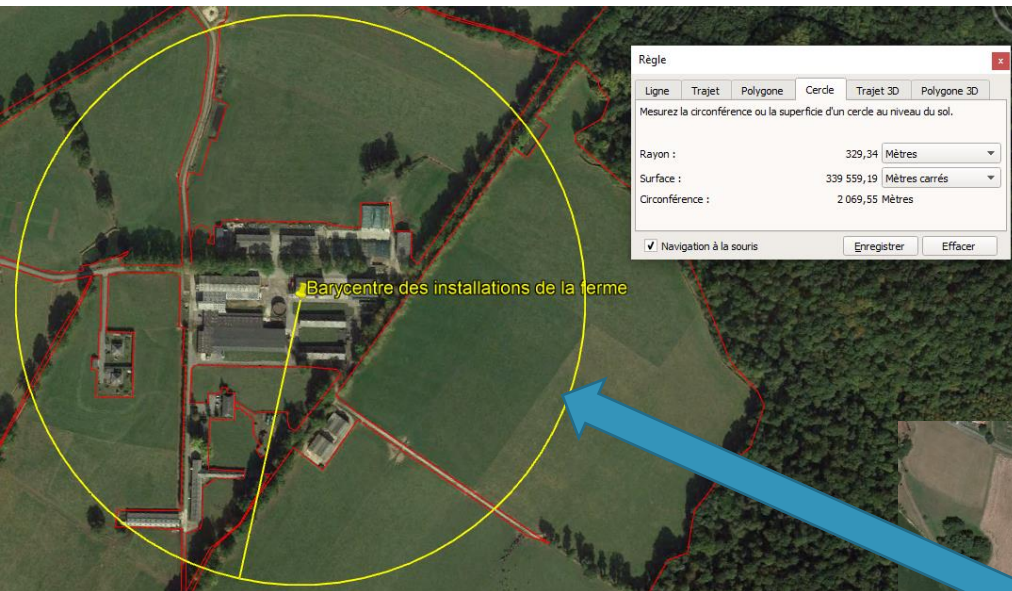 Règle
x
Ligne Trajet Polygone Cercle Trajet 3D Polygone 3D
Mesurez la circonférence ou la superficie d'un cercle au niveau du sol.
Rayon : 329,34 Mètres
Surface : 339 559,19 Mètres carrés
Circonférence : 2 069,55 Mètres
Navigation à la souris Enregistrer Effacer
Barycentre des installations de la ferme